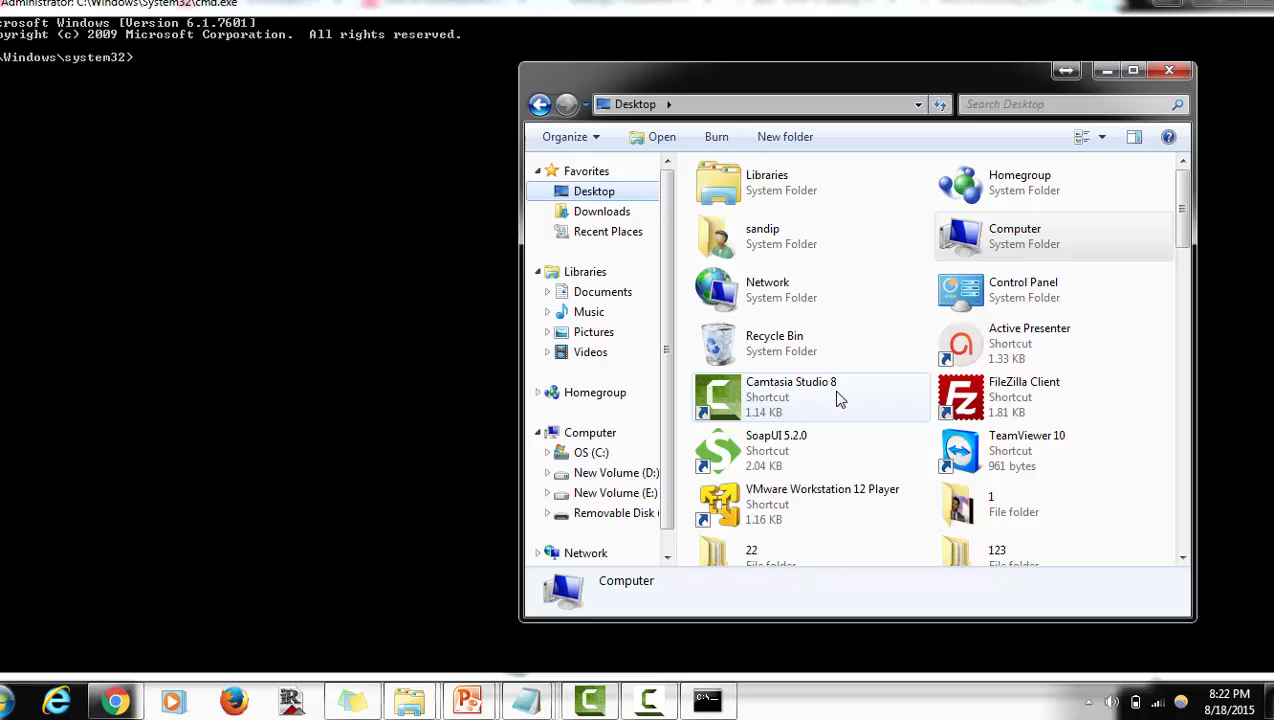 Administrator: C:\Windows\System32\cmd.exe
crosoft Windows [Version 6.1.7601]
opyright (c) 2009 Microsoft Corporation.  All rights reserved.
\Windows\system32>
Desktop
Search Desktop
Organize
Open
Burn
New folder
Favorites
Desktop
Downloads
Recent Places
Libraries
Documents
Music
Pictures
Videos
Homegroup
Computer
OS (C:)
New Volume (D:)
New Volume (E:)
Removable Disk (
Network
Libraries
System Folder
Homegroup
System Folder
sandip
System Folder
Computer
System Folder
Network
System Folder
Control Panel
System Folder
Recycle Bin
System Folder
Active Presenter
Shortcut
1.33 KB
Camtasia Studio 8
Shortcut
1.14 KB
FileZilla Client
Shortcut
1.81 KB
SoapUI 5.2.0
Shortcut
2.04 KB
TeamViewer 10
Shortcut
961 bytes
VMware Workstation 12 Player
Shortcut
1.16 KB
1
File folder
22
File folder
123
File folder
Computer
8:22 PM
8/18/2015